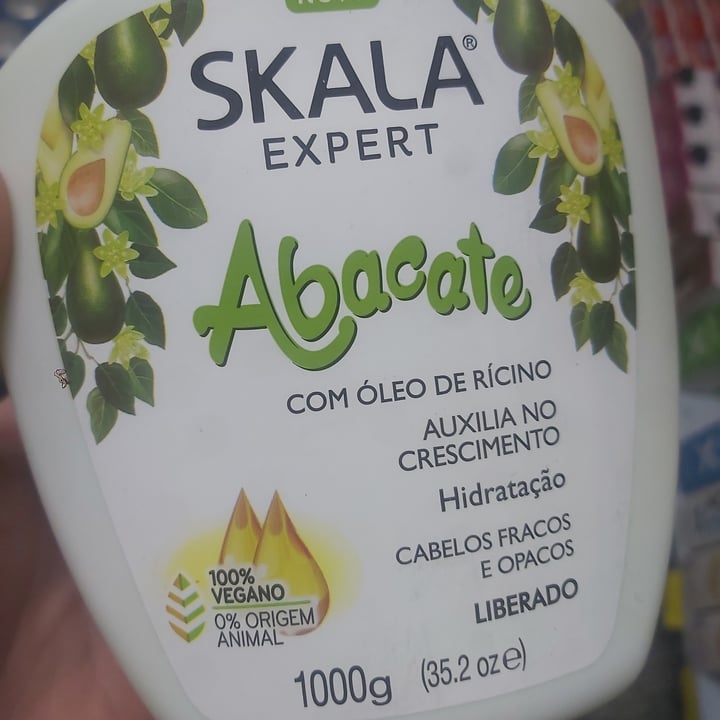 SKALA®
EXPERT
Abacate
COM ÓLEO DE RÍCINO
AUXILIA NO
CRESCIMENTO
Hidratação
CABELOS FRACOS
E OPACOS
LIBERADO
100%
VEGANO
0% ORIGEM
ANIMAL
1000g (35.2 oz℮)